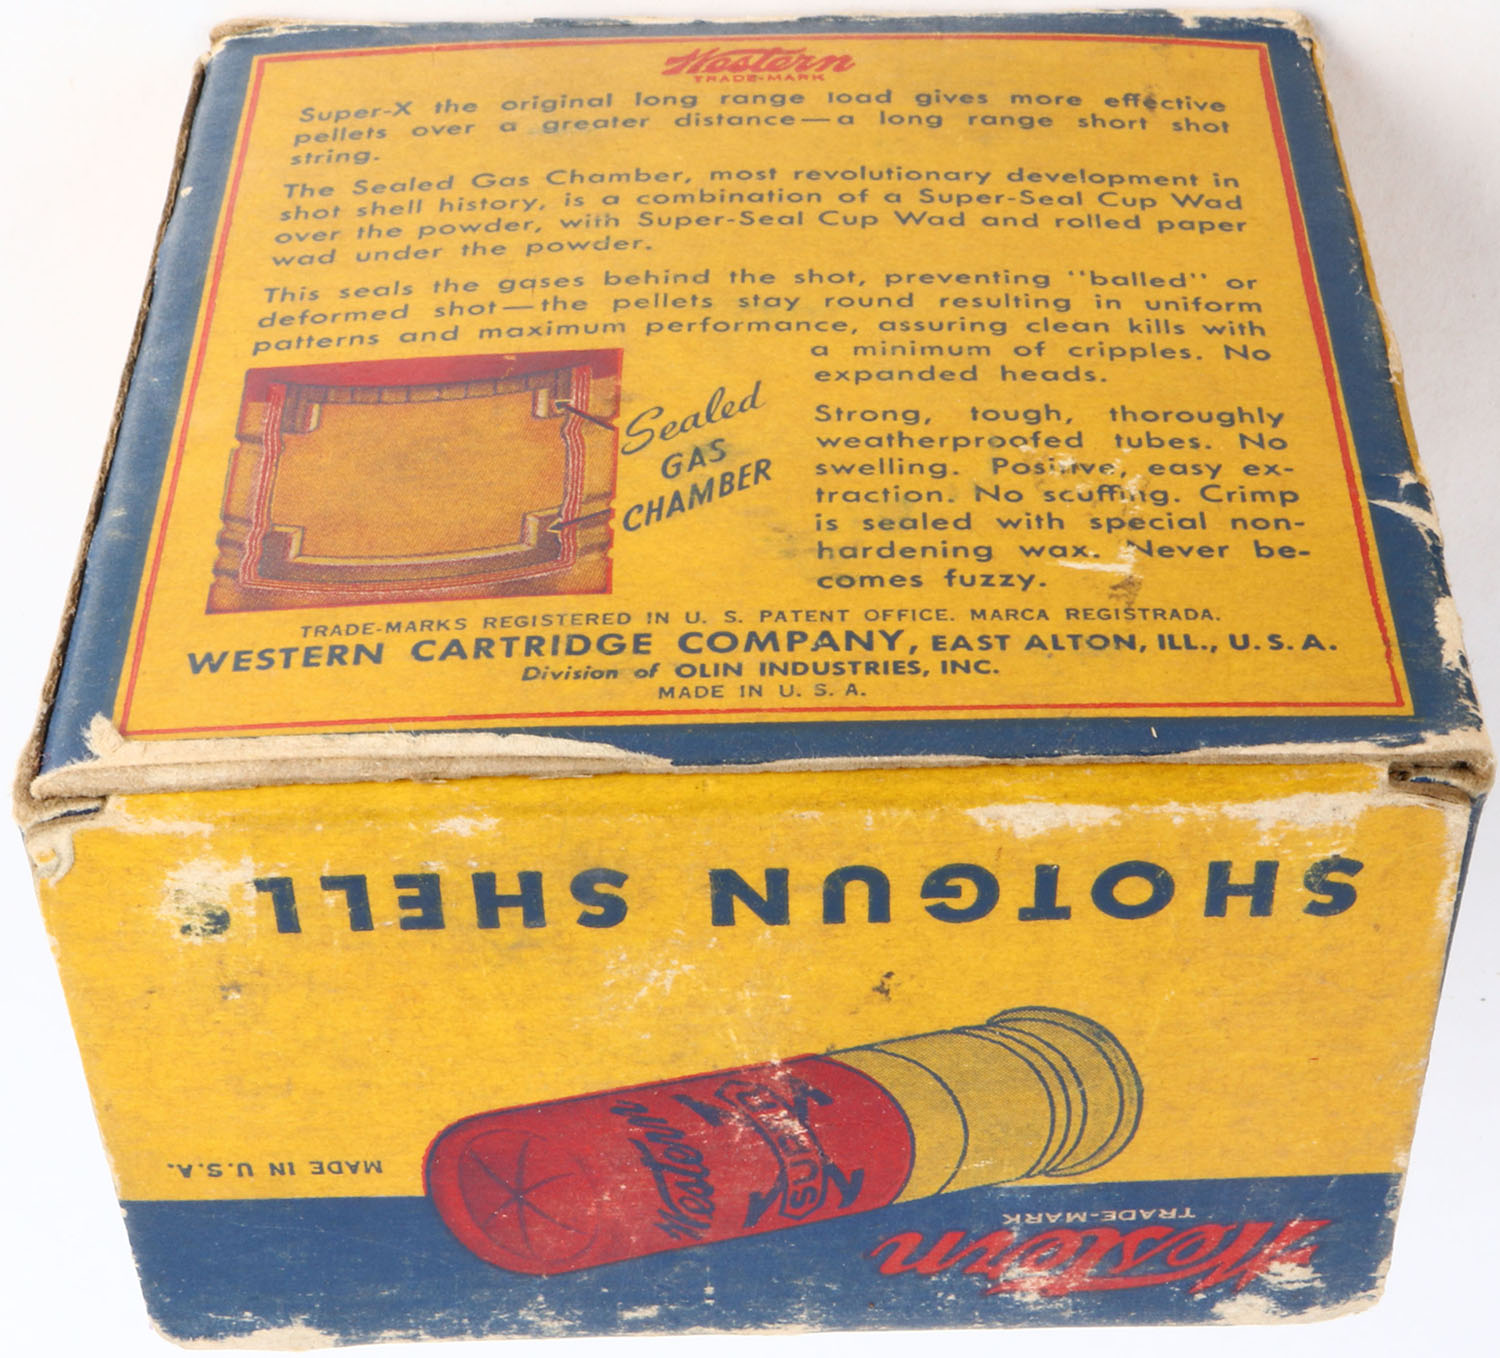 Western
TRADE-MARK
Super-X the original long range load gives more effective
pellets over a greater distance—a long range short shot
string.
The Sealed Gas Chamber, most revolutionary development in
shot shell history, is a combination of a Super-Seal Cup Wad
over the powder, with Super-Seal Cup Wad and rolled paper
wad under the powder.
This seals the gases behind the shot, preventing "balled" or
deformed shot—the pellets stay round resulting in uniform
patterns and maximum performance, assuring clean kills with
a minimum of cripples. No
expanded heads.
Sealed
GAS
CHAMBER
Strong, tough, thoroughly
weatherproofed tubes. No
swelling. Positive, easy ex-
traction. No scuffing. Crimp
is sealed with special non-
hardening wax. Never be-
comes fuzzy.
TRADE-MARKS REGISTERED IN U. S. PATENT OFFICE. MARCA REGISTRADA.
WESTERN CARTRIDGE COMPANY, EAST ALTON, ILL., U. S. A.
Division of OLIN INDUSTRIES, INC.
MADE IN U. S. A.
SHOTGUN SHELLS
Western
SUPER
X
MADE IN U.S.A.
Western
TRADE-MARK